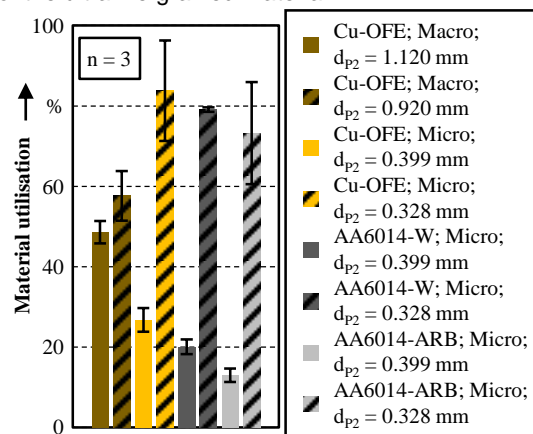 100
n = 3
%
Material utilisation
60
40
20
0
Cu-OFE; Macro;
dP2 = 1.120 mm
Cu-OFE; Macro;
dP2 = 0.920 mm
Cu-OFE; Micro;
dP2 = 0.399 mm
Cu-OFE; Micro;
dP2 = 0.328 mm
AA6014-W; Micro;
dP2 = 0.399 mm
AA6014-W; Micro;
dP2 = 0.328 mm
AA6014-ARB; Micro;
dP2 = 0.399 mm
AA6014-ARB; Micro;
dP2 = 0.328 mm